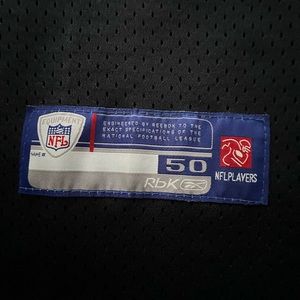 EQUIPMENT
NFL
ENGINEERED BY REEBOK TO THE
EXACT SPECIFICATIONS OF THE
NATIONAL FOOTBALL LEAGUE
50
RbK
NFLPLAYERS